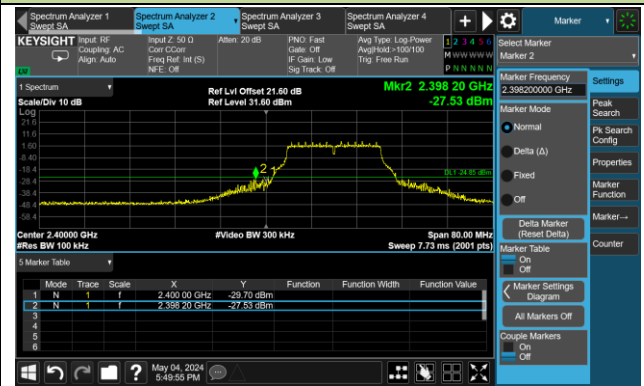 Spectrum Analyzer 1
Swept SA
Spectrum Analyzer 2
Swept SA
Spectrum Analyzer 3
Swept SA
Spectrum Analyzer 4
Swept SA
Marker
KEYSIGHT
Input: RF
Coupling: AC
Align: Auto
Input Z: 50 Ω
Corr CCorr
Freq Ref: Int (S)
NFE: Off
Atten: 20 dB
PNO: Fast
Gate: Off
IF Gain: Low
Sig Track: Off
Avg Type: Log-Power
Avg|Hold:>100/100
Trig: Free Run
1 2 3 4 5 6
M W W W W W
P N N N N N
Select Marker
Marker 2
1 Spectrum
Scale/Div 10 dB
Log
Ref Lvl Offset 21.60 dB
Ref Level 31.60 dBm
Mkr2 2.398 20 GHz
-27.53 dBm
21.6
11.6
1.60
-8.40
-18.4
-28.4
-38.4
-48.4
-58.4
2
1
DL1 -24.85 dBm
Center 2.40000 GHz
#Res BW 100 kHz
#Video BW 300 kHz
Span 80.00 MHz
Sweep 7.73 ms (2001 pts)
5 Marker Table
Mode Trace Scale X Y Function Function Width Function Value
1 N 1 f 2.400 00 GHz -29.70 dBm
2 N 1 f 2.398 20 GHz -27.53 dBm
3
4
5
6
Marker Frequency
2.398200000 GHz
Marker Mode
Normal
Delta (Δ)
Fixed
Off
Delta Marker
(Reset Delta)
Marker Table
On
Off
Marker Settings
Diagram
All Markers Off
Couple Markers
On
Off
Settings
Peak
Search
Pk Search
Config
Properties
Marker
Function
Marker→
Counter
?
May 04, 2024
5:49:55 PM